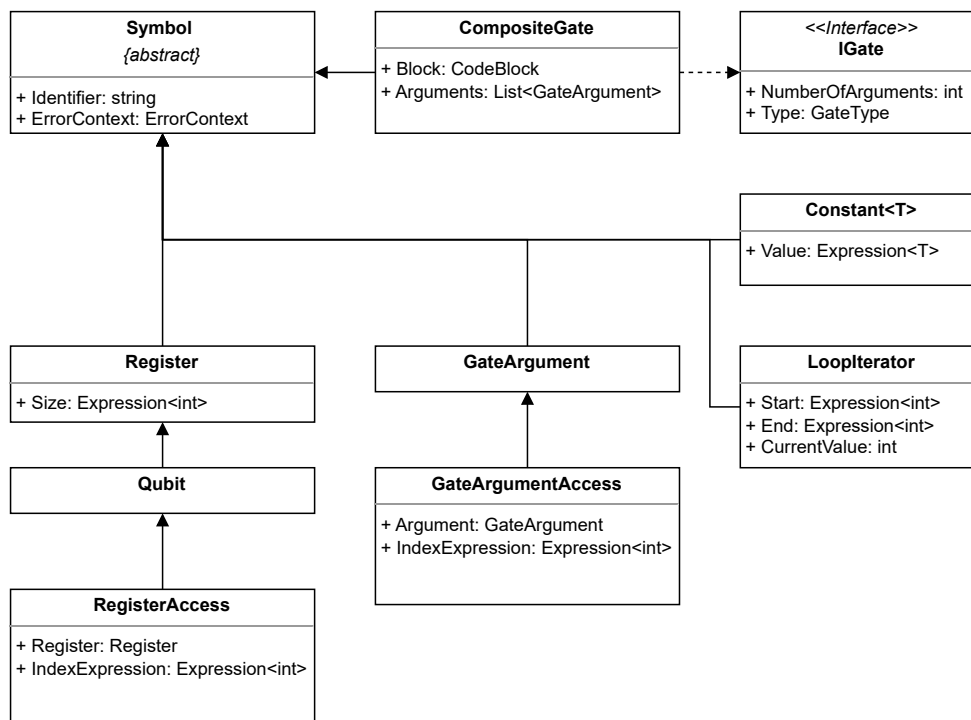 Symbol
{abstract}
+ Identifier: string
+ ErrorContext: ErrorContext
CompositeGate
+ Block: CodeBlock
+ Arguments: List<GateArgument>
<<Interface>>
IGate
+ NumberOfArguments: int
+ Type: GateType
Constant<T>
+ Value: Expression<T>
Register
+ Size: Expression<int>
GateArgument
LoopIterator
+ Start: Expression<int>
+ End: Expression<int>
+ CurrentValue: int
Qubit
GateArgumentAccess
+ Argument: GateArgument
+ IndexExpression: Expression<int>
RegisterAccess
+ Register: Register
+ IndexExpression: Expression<int>